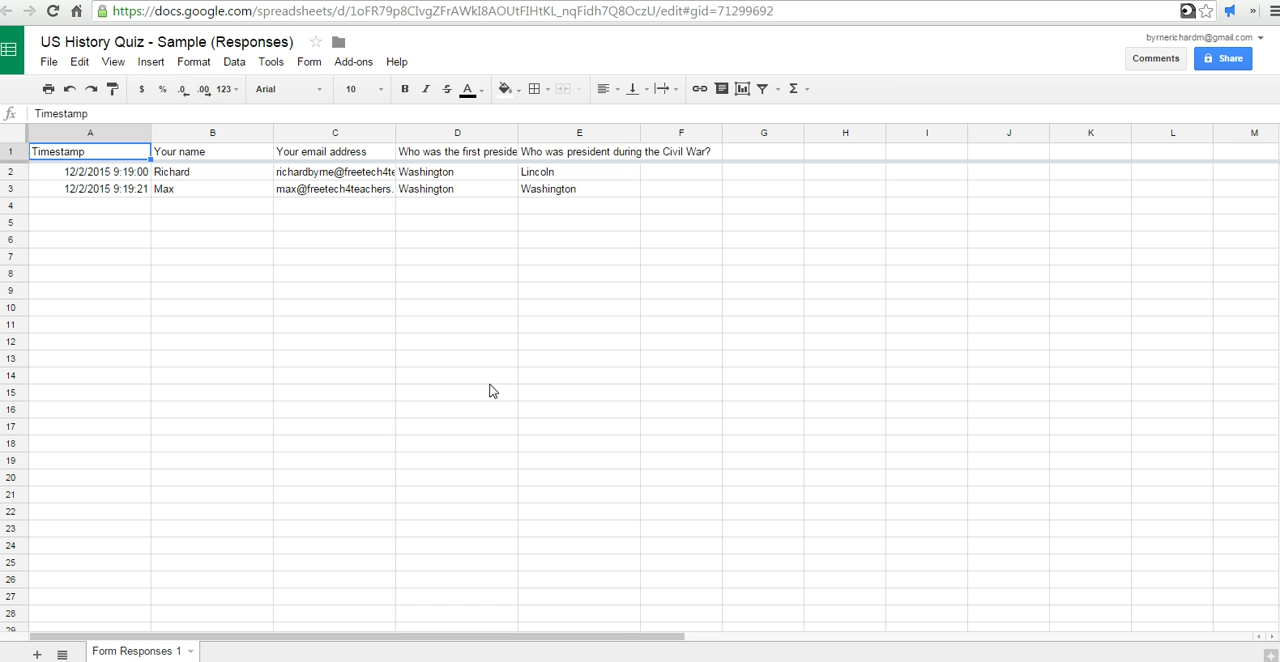 https://docs.google.com/spreadsheets/d/1oFR79p8CIvgZFrAWkI8AOUtFIHtKL_nqFidh7Q8OczU/edit#gid=71299692
US History Quiz - Sample (Responses)
byrnerichardm@gmail.com
File Edit View Insert Format Data Tools Form Add-ons Help
Comments Share
$ % .0 .00 123 Arial 10 B I S A Σ
fx Timestamp
A B C D E F G H I J K L M
1 Timestamp Your name Your email address Who was the first preside Who was president during the Civil War?
2 12/2/2015 9:19:00 Richard richardbyrne@freetech4te Washington Lincoln
3 12/2/2015 9:19:21 Max max@freetech4teachers. Washington Washington
4
5
6
7
8
9
10
11
12
13
14
15
16
17
18
19
20
21
22
23
24
25
26
27
28
29
+ Form Responses 1